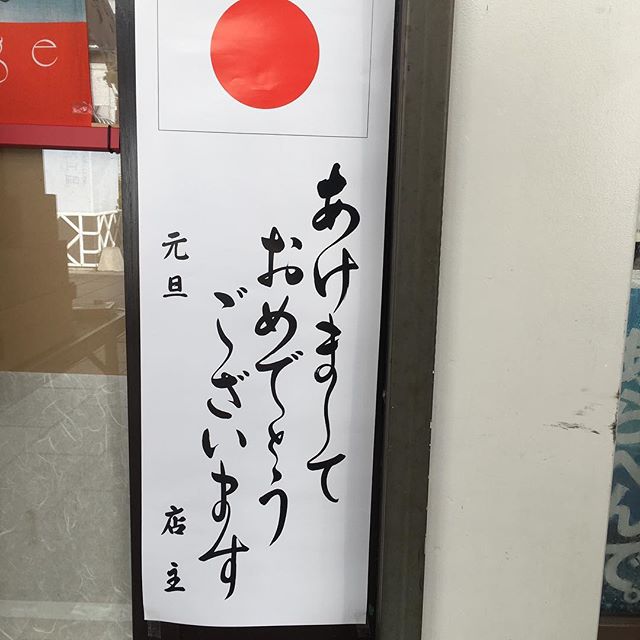 あけまして
おめでとう
ございます
元旦
店主
ge